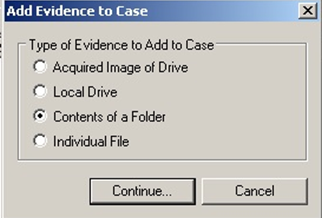 Add Evidence to Case
Type of Evidence to Add to Case
Acquired Image of Drive
Local Drive
Contents of a Folder
Individual File
Continue... Cancel